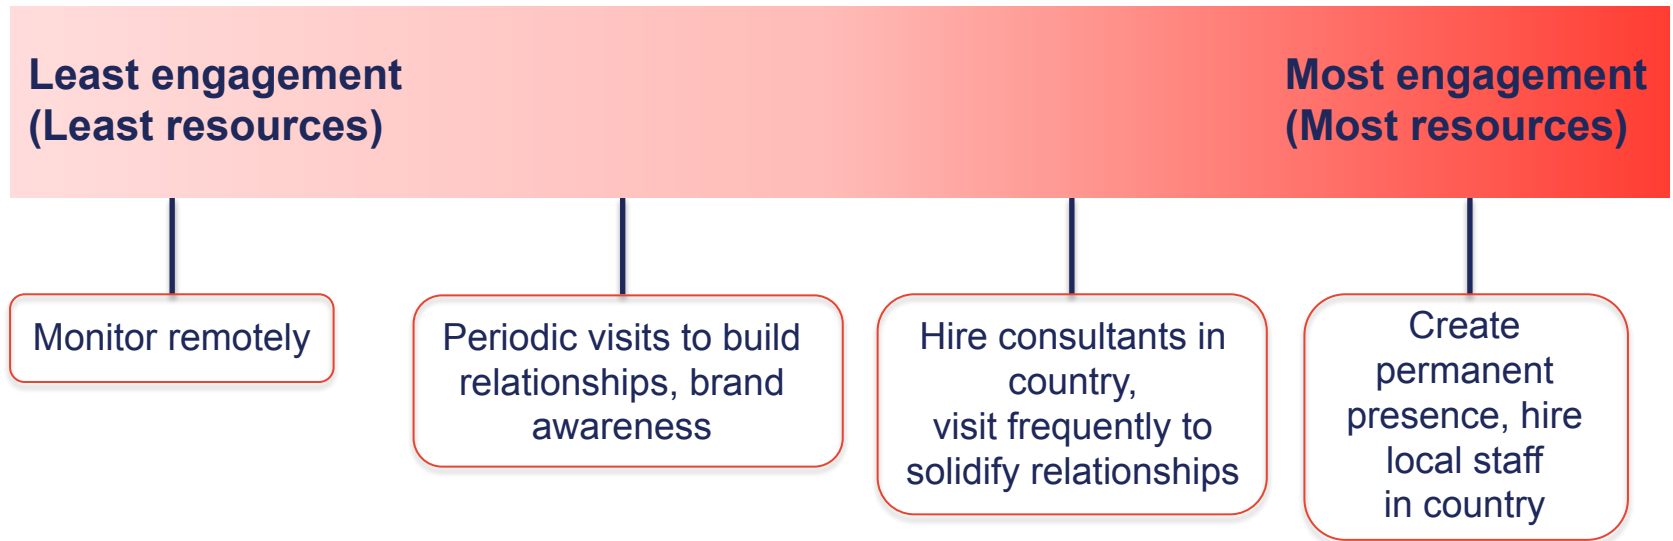 Least engagement
(Least resources)
Most engagement
(Most resources)
Monitor remotely
Periodic visits to build
relationships, brand
awareness
Hire consultants in
country,
visit frequently to
solidify relationships
Create
permanent
presence, hire
local staff
in country